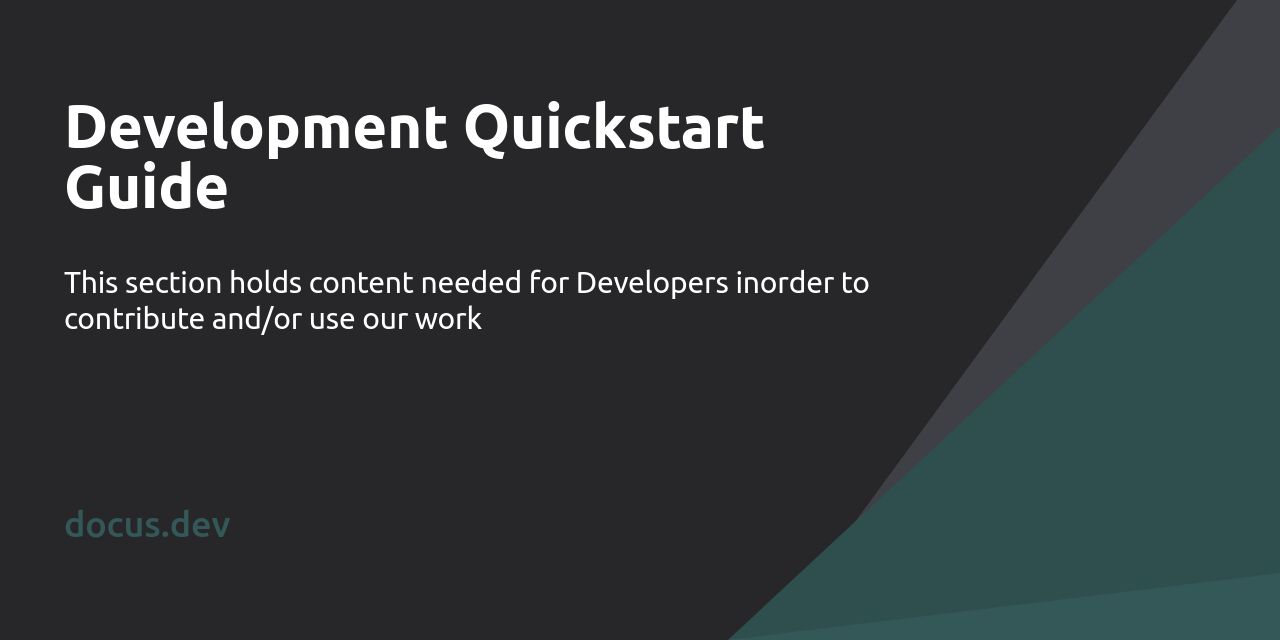 Development Quickstart
Guide
This section holds content needed for Developers inorder to
contribute and/or use our work
docus.dev